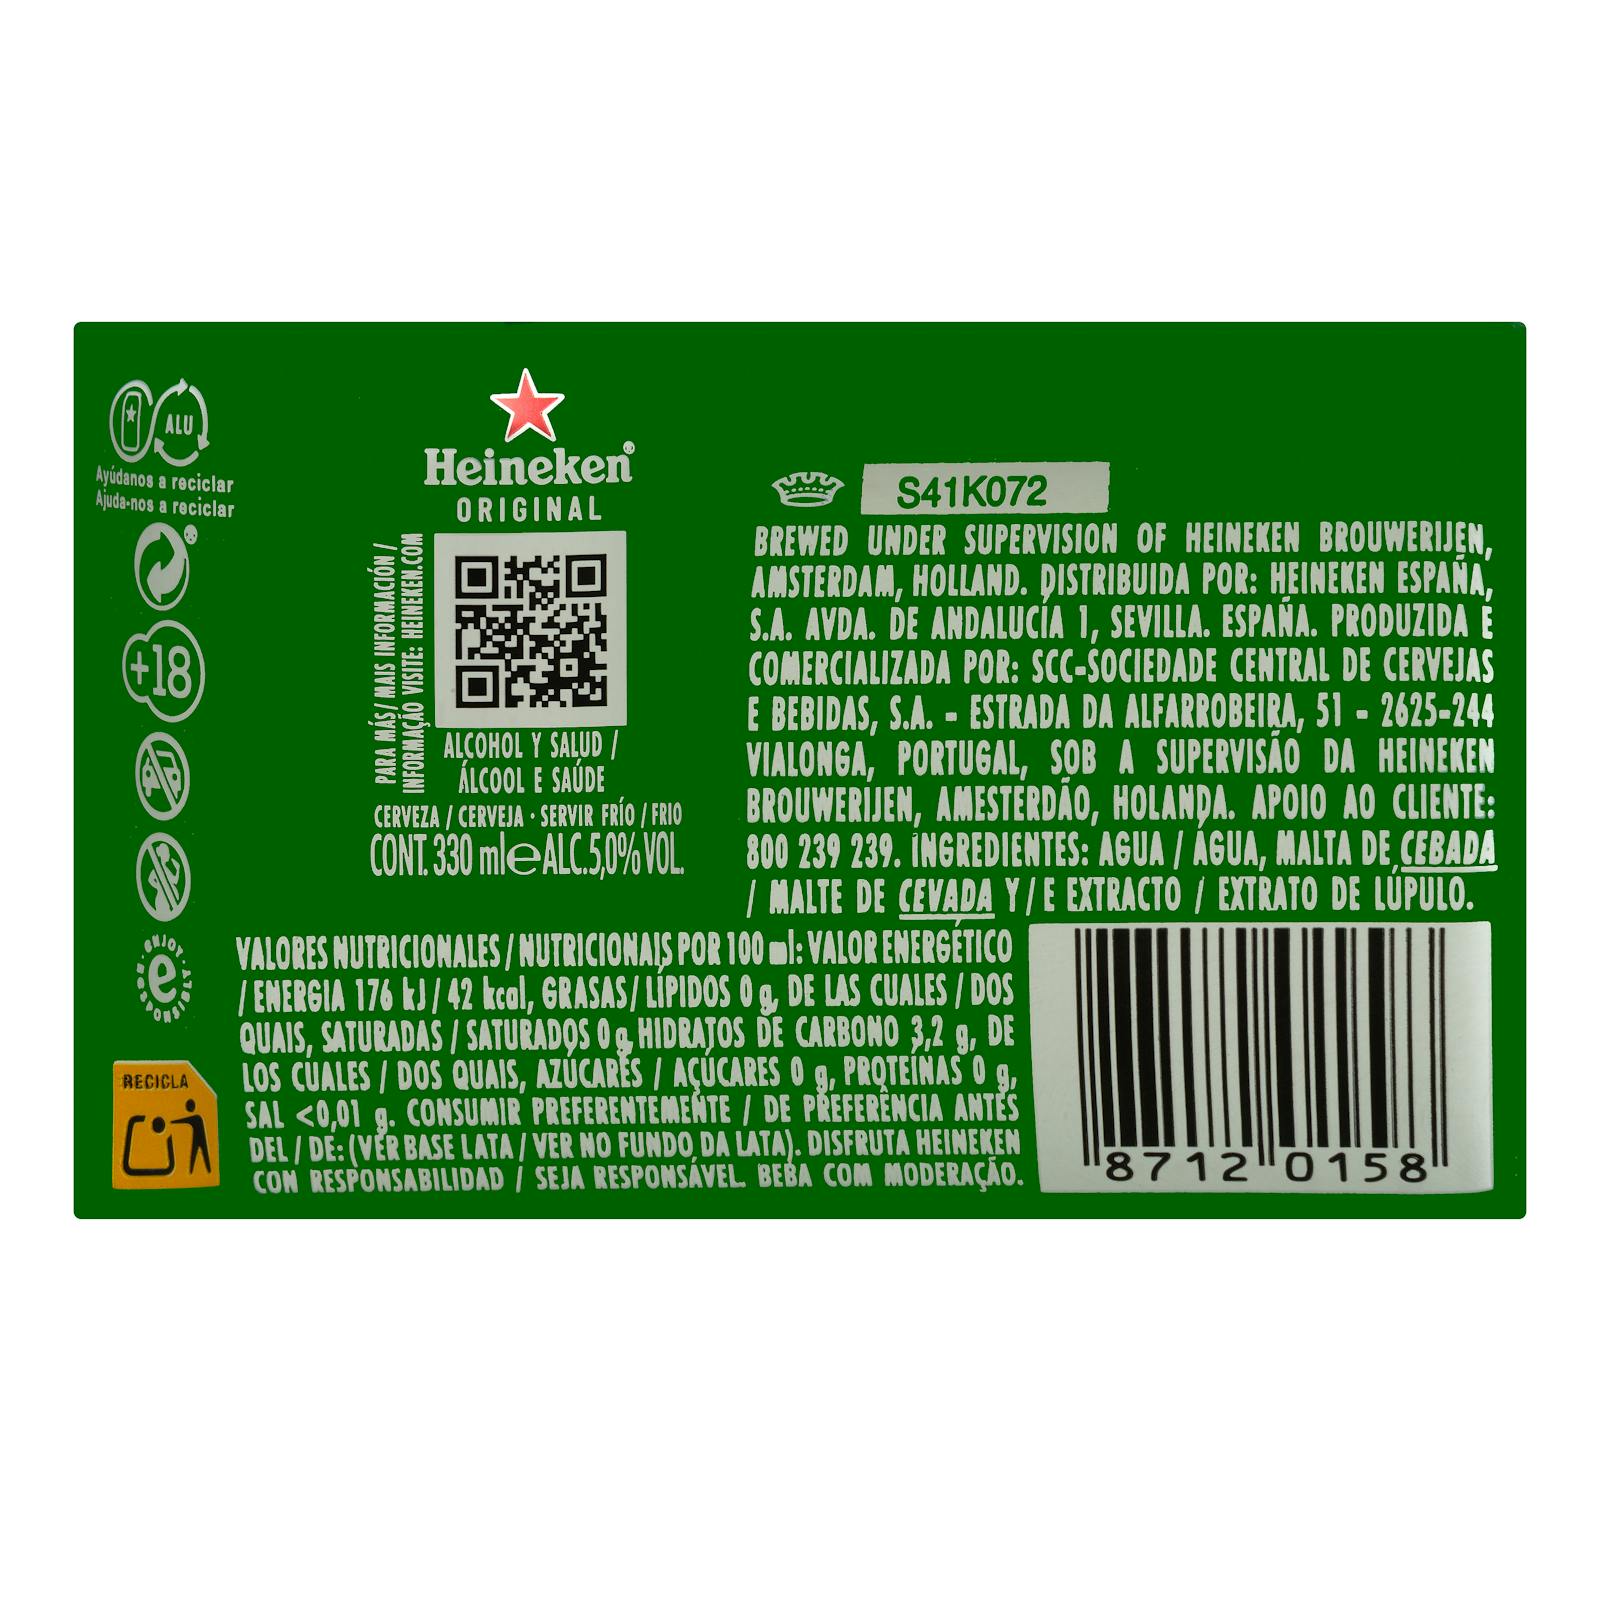 ALU
Ayúdanos a reciclar
Ajuda-nos a reciclar
+18
ENJOY RESPONSIBLY
e
RECICLA
Heineken®
ORIGINAL
PARA MÁS/ MAIS INFORMACIÓN /
INFORMAÇÃO VISITE: HEINEKEN.COM
ALCOHOL Y SALUD /
ÁLCOOL E SAÚDE
CERVEZA / CERVEJA · SERVIR FRÍO / FRIO
CONT. 330 ml e ALC. 5,0% VOL.
S41K072
BREWED UNDER SUPERVISION OF HEINEKEN BROUWERIJEN,
AMSTERDAM, HOLLAND. DISTRIBUIDA POR: HEINEKEN ESPAÑA,
S.A. AVDA. DE ANDALUCÍA 1, SEVILLA. ESPAÑA. PRODUZIDA E
COMERCIALIZADA POR: SCC-SOCIEDADE CENTRAL DE CERVEJAS
E BEBIDAS, S.A. - ESTRADA DA ALFARROBEIRA, 51 - 2625-244
VIALONGA, PORTUGAL, SOB A SUPERVISÃO DA HEINEKEN
BROUWERIJEN, AMESTERDÃO, HOLANDA. APOIO AO CLIENTE:
800 239 239. INGREDIENTES: AGUA / ÁGUA, MALTA DE CEBADA
/ MALTE DE CEVADA Y / E EXTRACTO / EXTRATO DE LÚPULO.
VALORES NUTRICIONALES / NUTRICIONAIS POR 100 ml: VALOR ENERGÉTICO
/ ENERGIA 176 kJ / 42 kcal, GRASAS / LÍPIDOS 0 g, DE LAS CUALES / DOS
QUAIS, SATURADAS / SATURADOS 0 g, HIDRATOS DE CARBONO 3,2 g, DE
LOS CUALES / DOS QUAIS, AZÚCARES / AÇÚCARES 0 g, PROTEÍNAS 0 g,
SAL <0,01 g. CONSUMIR PREFERENTEMENTE / DE PREFERÊNCIA ANTES
DEL / DE: (VER BASE LATA / VER NO FUNDO DA LATA). DISFRUTA HEINEKEN
CON RESPONSABILIDAD / SEJA RESPONSÁVEL. BEBA COM MODERAÇÃO.
8712 0158